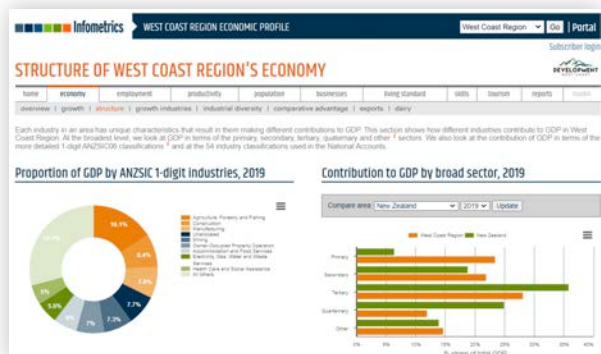 Infometrics
WEST COAST REGION ECONOMIC PROFILE
West Coast Region
Go
Portal
Subscriber login
STRUCTURE OF WEST COAST REGION'S ECONOMY
DEVELOPMENT
home economy employment productivity population businesses living standard skills tourism reports
overview | growth | structure | growth industries | industrial diversity | comparative advantage | exports | dairy
Each industry in an area has unique characteristics that result in them making different contributions to GDP. This section shows how different industries contribute to GDP in West
Coast Region. At the broadest level, we look at GDP in terms of the primary, secondary, tertiary, quaternary and other 2 sectors. We also look at the contribution of GDP in terms of the
more detailed 1-digit ANZSIC06 classifications 3 and at the 54 industry classifications used in the National Accounts.
Proportion of GDP by ANZSIC 1-digit industries, 2019
16.1%
8.4%
7.8%
7.7%
7.3%
7%
6%
5.6%
5%
Agriculture, Forestry and Fishing
Construction
Manufacturing
Unallocated
Mining
Owner-Occupied Property Operation
Accommodation and Food Services
Electricity, Gas, Water and Waste
Services
Health Care and Social Assistance
All Others
Contribution to GDP by broad sector, 2019
Compare area: New Zealand 2019 Update
West Coast Region New Zealand
Primary
Secondary
Tertiary
Quaternary
Other
0% 5% 10% 15% 20% 25% 30% 35% 40%
% share of total GDP